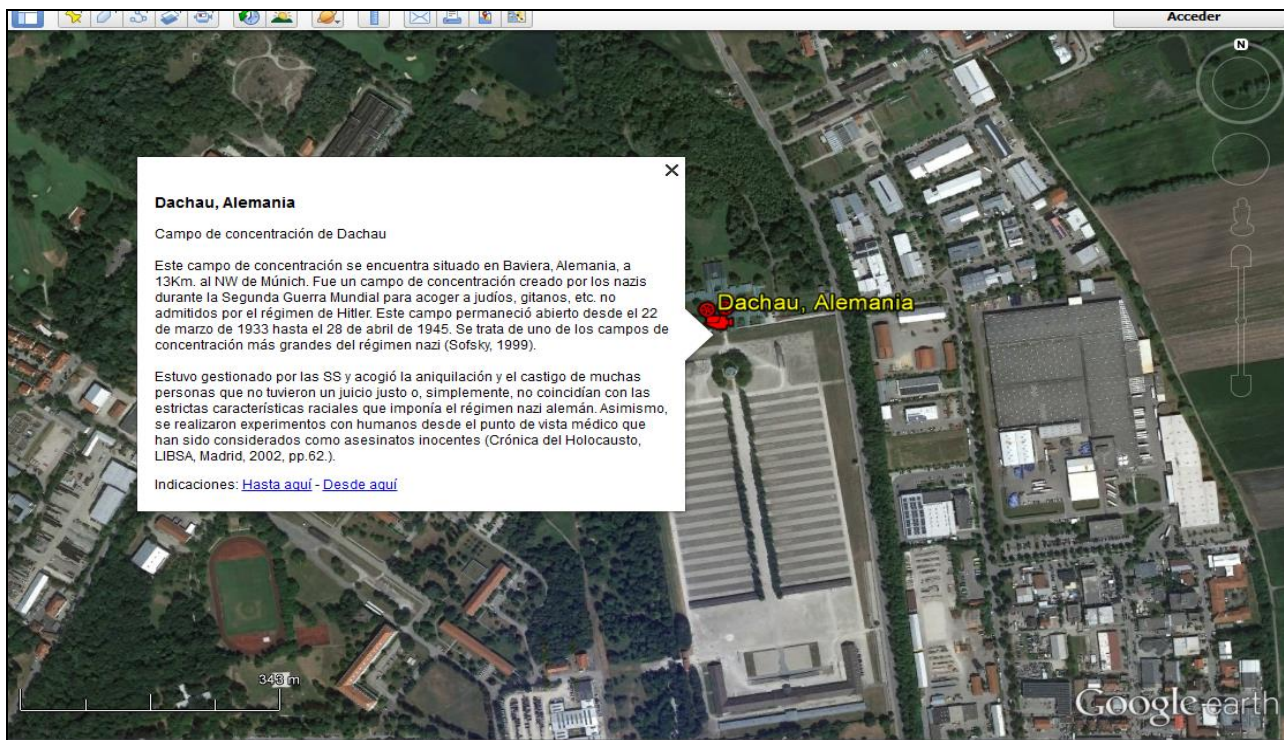 Acceder
N
Dachau, Alemania
Campo de concentración de Dachau
Este campo de concentración se encuentra situado en Baviera, Alemania, a
13Km. al NW de Múnich. Fue un campo de concentración creado por los nazis
durante la Segunda Guerra Mundial para acoger a judíos, gitanos, etc. no
admitidos por el régimen de Hitler. Este campo permaneció abierto desde el 22
de marzo de 1933 hasta el 28 de abril de 1945. Se trata de uno de los campos de
concentración más grandes del régimen nazi (Sofsky, 1999).
Estuvo gestionado por las SS y acogió la aniquilación y el castigo de muchas
personas que no tuvieron un juicio justo o, simplemente, no coincidían con las
estrictas características raciales que imponía el régimen nazi alemán. Asimismo,
se realizaron experimentos con humanos desde el punto de vista médico que
han sido considerados como asesinatos inocentes (Crónica del Holocausto,
LIBSA, Madrid, 2002, pp.62.).
Indicaciones: Hasta aquí - Desde aquí
Dachau, Alemania
343 m
Google earth